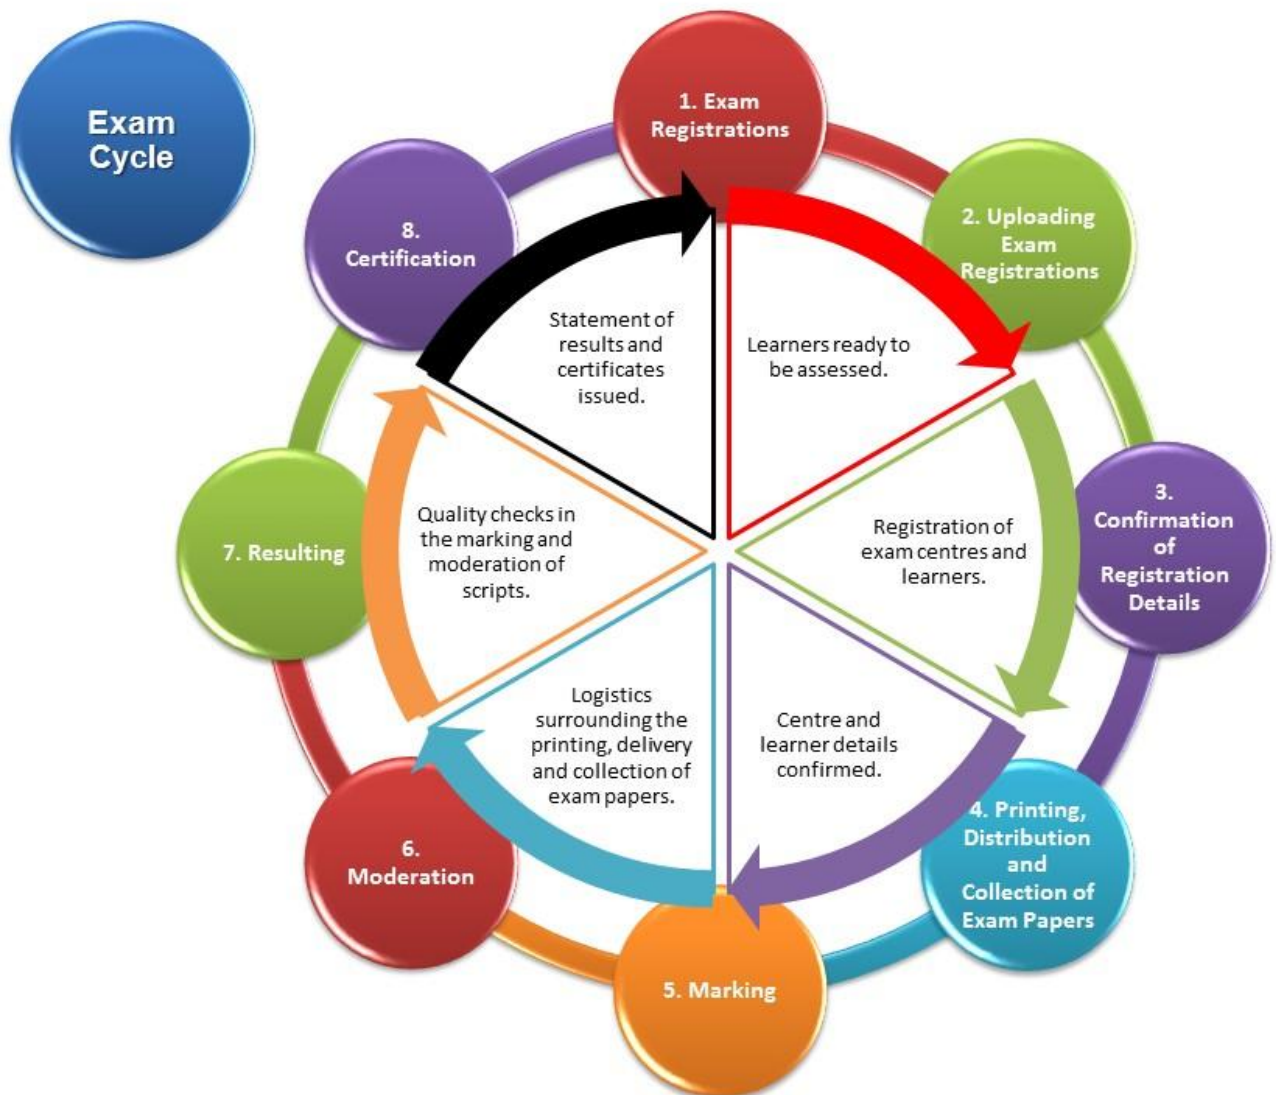 Exam
Cycle
1. Exam
Registrations
2. Uploading
Exam
Registrations
3.
Confirmation
of
Registration
Details
4. Printing,
Distribution
and
Collection of
Exam Papers
5. Marking
6.
Moderation
7. Resulting
8.
Certification
Learners ready to
be assessed.
Registration of
exam centres and
learners.
Centre and
learner details
confirmed.
Logistics
surrounding the
printing, delivery
and collection of
exam papers.
Quality checks in
the marking and
moderation of
scripts.
Statement of
results and
certificates
issued.